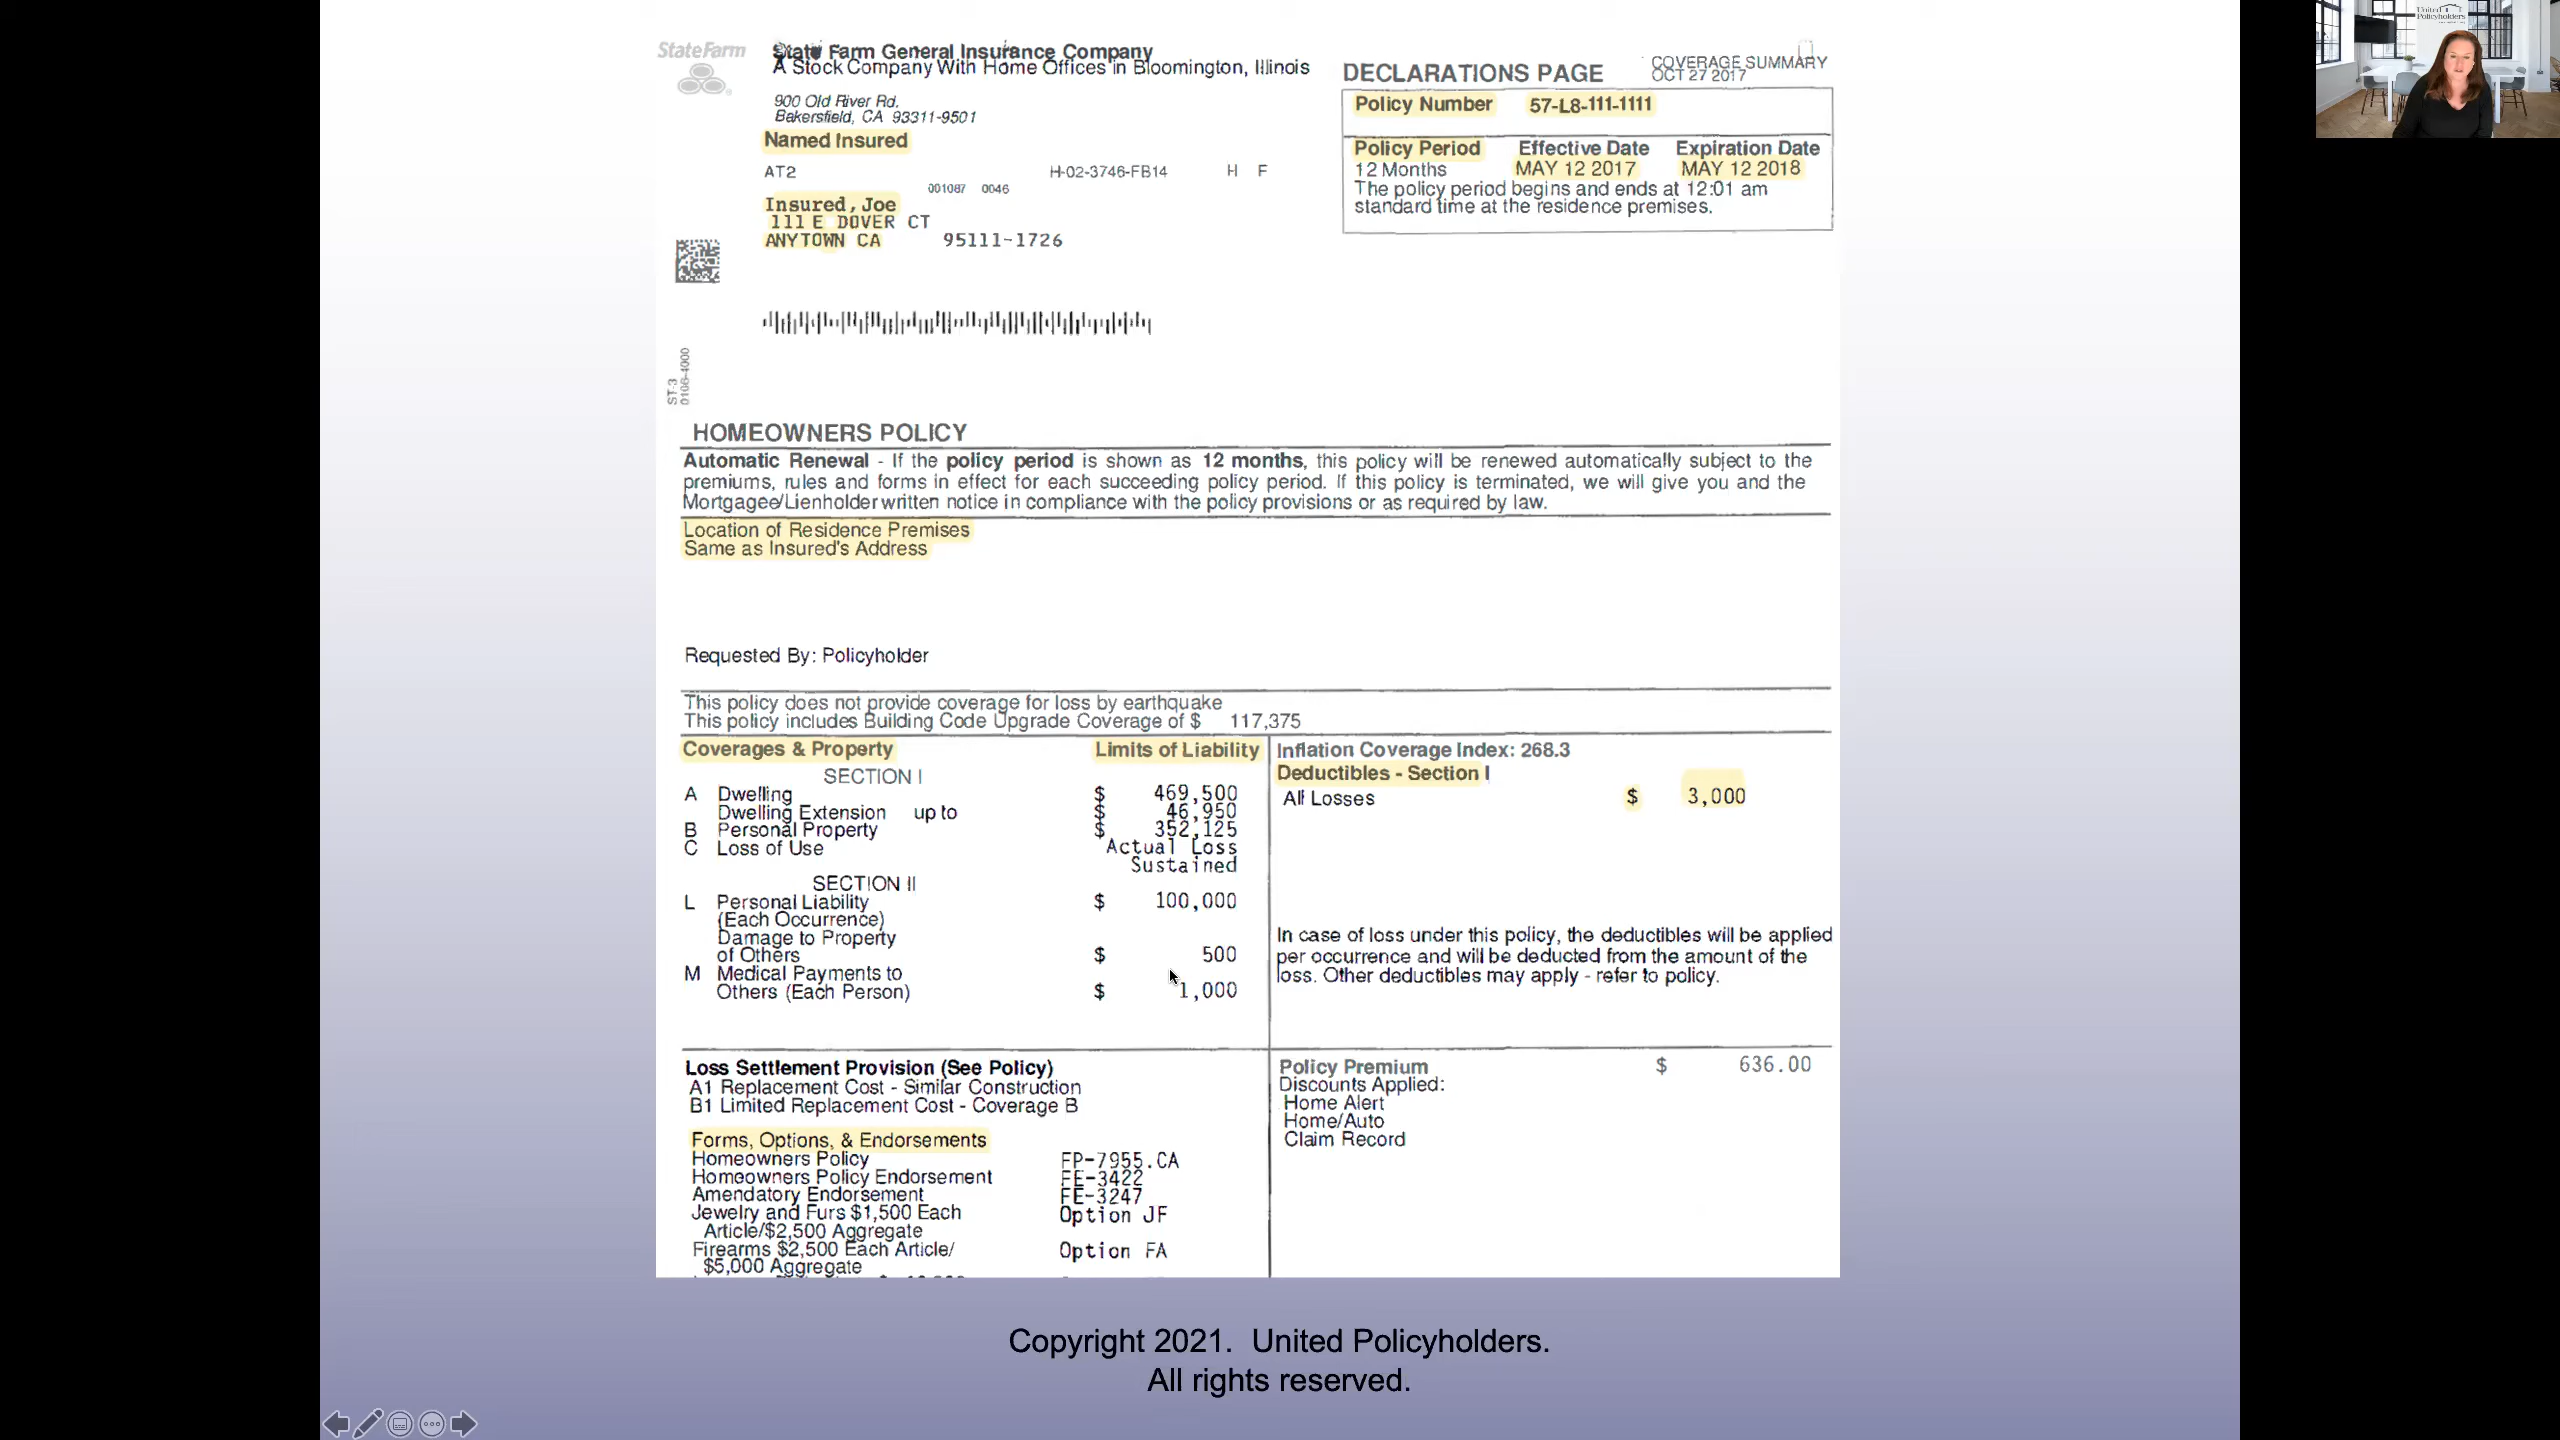 StateFarm
State Farm General Insurance Company
A Stock Company With Home Offices in Bloomington, Illinois
900 Old River Rd.
Bakersfield, CA 93311-9501
Named Insured
AT2 H-02-3746-FB14 H F
001087 0046
Insured, Joe
111 E DOVER CT
ANYTOWN CA 95111-1726
ST-3
0106-4000
DECLARATIONS PAGE
COVERAGE SUMMARY
OCT 27 2017
Policy Number 57-L8-111-1111
Policy Period Effective Date Expiration Date
12 Months MAY 12 2017 MAY 12 2018
The policy period begins and ends at 12:01 am
standard time at the residence premises.
United
Policyholders
HOMEOWNERS POLICY
Automatic Renewal - If the policy period is shown as 12 months, this policy will be renewed automatically subject to the
premiums, rules and forms in effect for each succeeding policy period. If this policy is terminated, we will give you and the
Mortgagee/Lienholder written notice in compliance with the policy provisions or as required by law.
Location of Residence Premises
Same as Insured's Address
Requested By: Policyholder
This policy does not provide coverage for loss by earthquake
This policy includes Building Code Upgrade Coverage of $ 117,375
Coverages & Property Limits of Liability
SECTION I
A Dwelling $ 469,500
Dwelling Extension up to $ 46,950
B Personal Property $ 352,125
C Loss of Use Actual Loss
Sustained
SECTION II
L Personal Liability $ 100,000
(Each Occurrence)
Damage to Property
of Others $ 500
M Medical Payments to
Others (Each Person) $ 1,000
Inflation Coverage Index: 268.3
Deductibles - Section I
All Losses $ 3,000
In case of loss under this policy, the deductibles will be applied
per occurrence and will be deducted from the amount of the
loss. Other deductibles may apply - refer to policy.
Loss Settlement Provision (See Policy)
A1 Replacement Cost - Similar Construction
B1 Limited Replacement Cost - Coverage B
Forms, Options, & Endorsements
Homeowners Policy FP-7955.CA
Homeowners Policy Endorsement FE-3422
Amendatory Endorsement FE-3247
Jewelry and Furs $1,500 Each Option JF
Article/$2,500 Aggregate
Firearms $2,500 Each Article/ Option FA
$5,000 Aggregate
Policy Premium $ 636.00
Discounts Applied:
Home Alert
Home/Auto
Claim Record
Copyright 2021. United Policyholders.
All rights reserved.